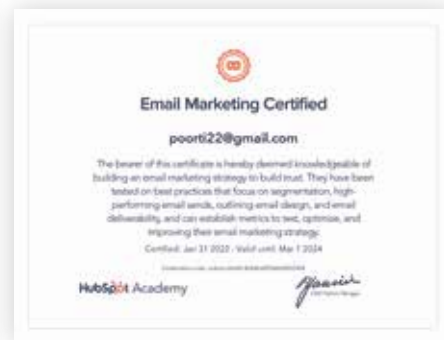 Email Marketing Certified
poorti22@gmail.com
The bearer of this certificate is hereby deemed knowledgeable of
building an email marketing strategy to build trust. They have been
tested on best practices that focus on segmentation, high-
performing email sends, outlining email design, and email
deliverability, and can establish metrics to test, optimize, and
improving their email marketing strategy.
Certified: Jan 31 2022 - Valid until: Mar 1 2024
HubSpot Academy